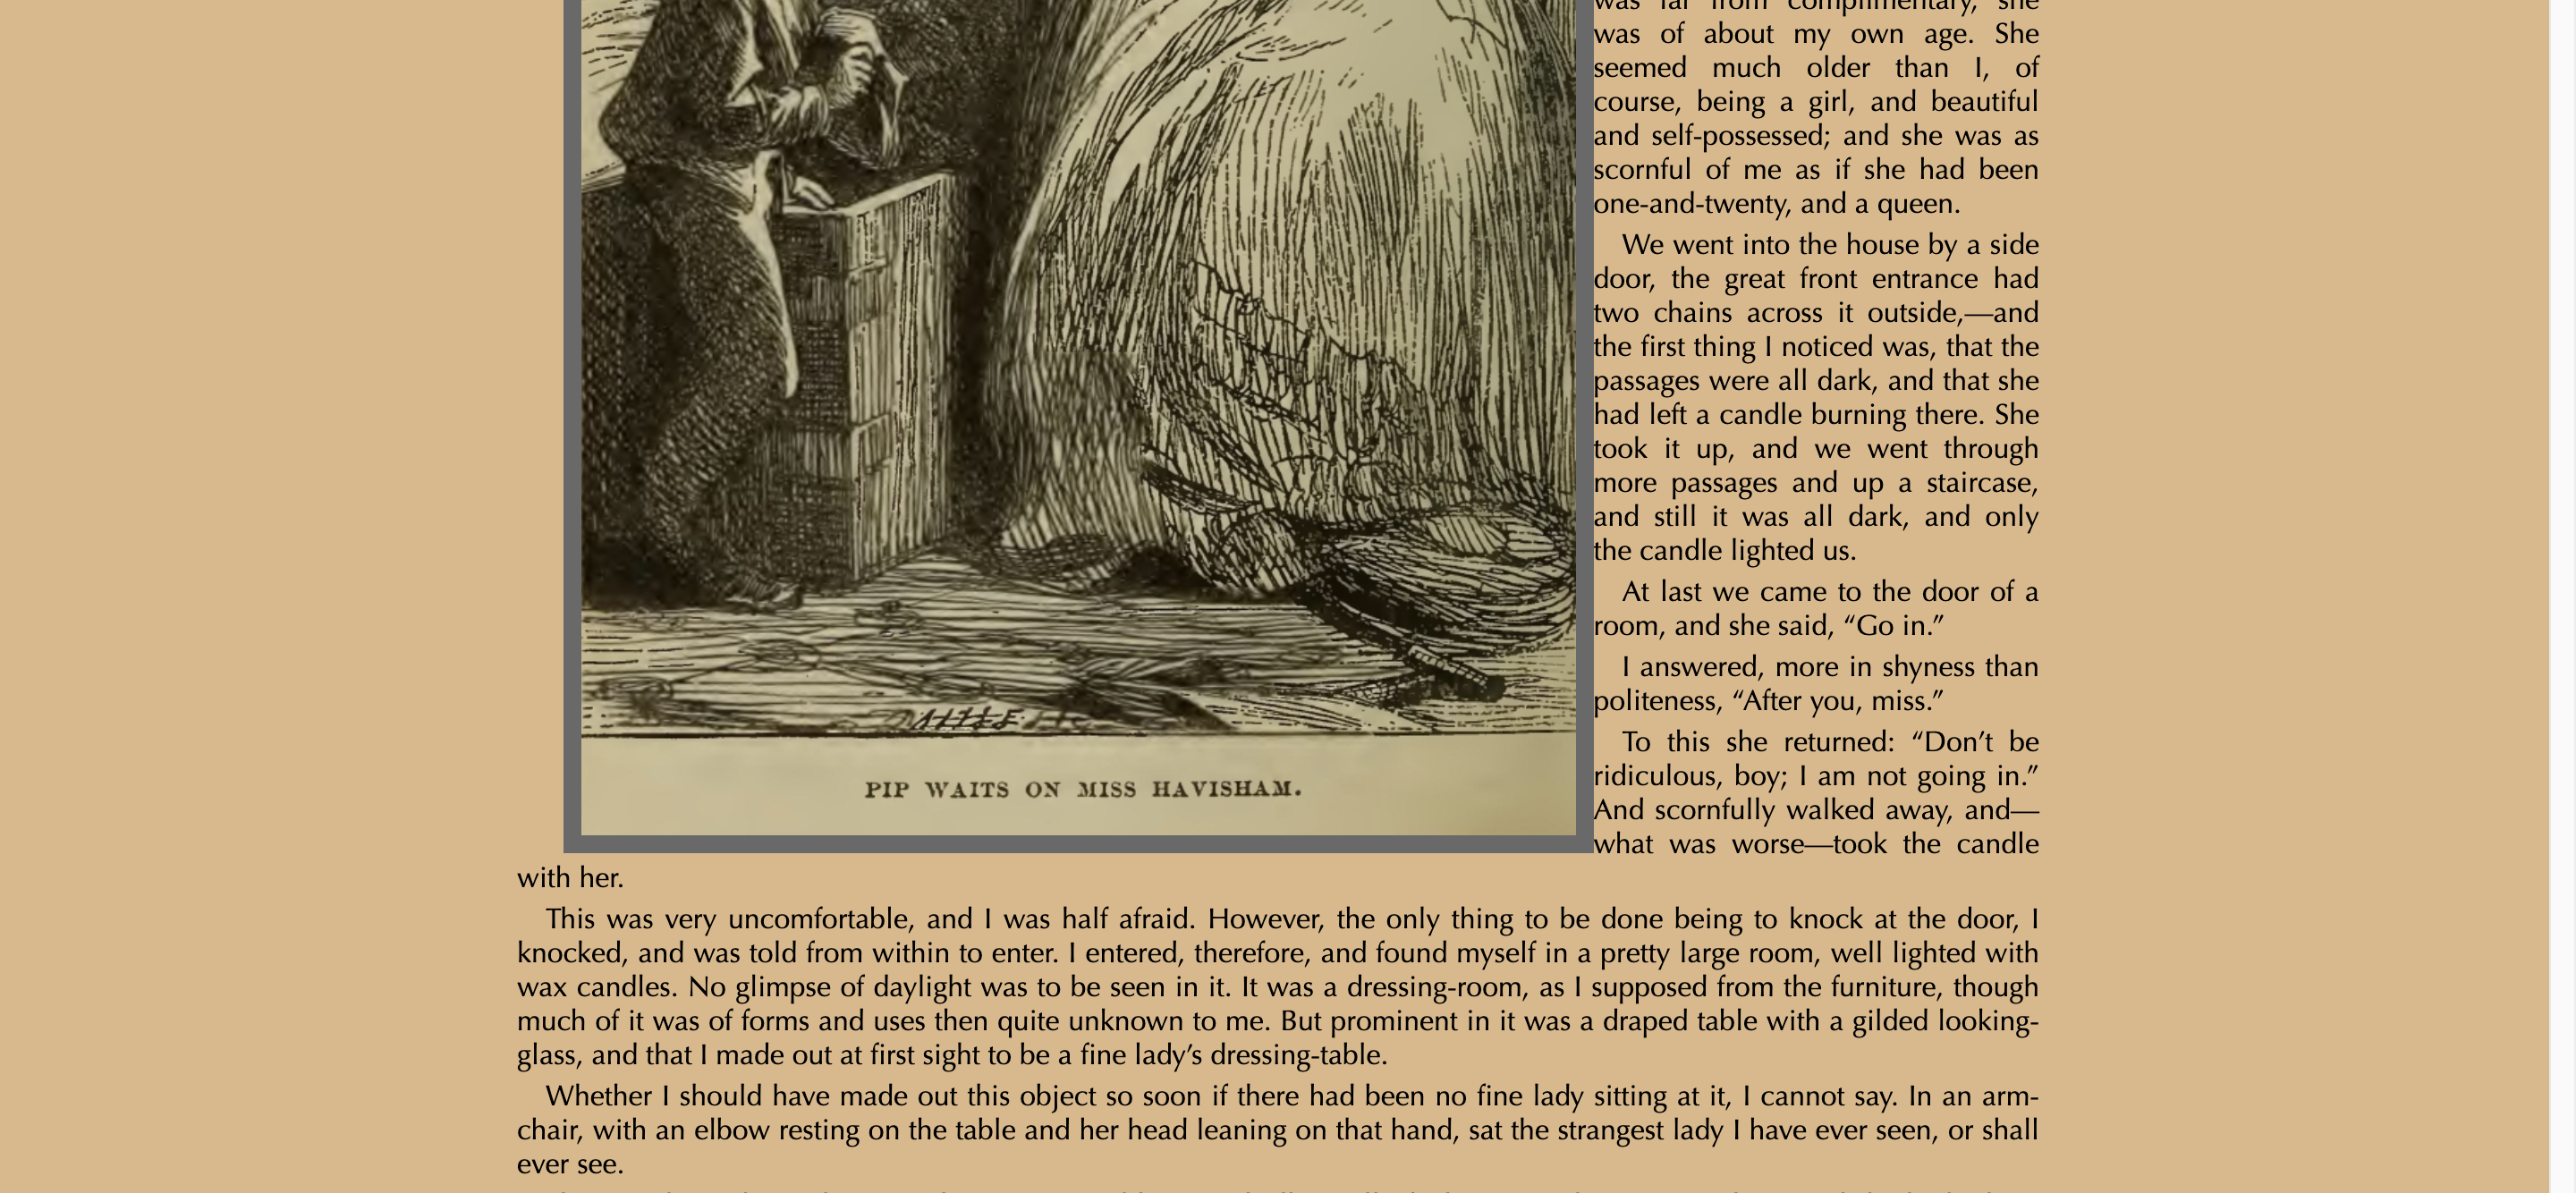 was far from complimentary, she
was of about my own age. She
seemed much older than I, of
course, being a girl, and beautiful
and self-possessed; and she was as
scornful of me as if she had been
one-and-twenty, and a queen.
We went into the house by a side
door, the great front entrance had
two chains across it outside,—and
the first thing I noticed was, that the
passages were all dark, and that she
had left a candle burning there. She
took it up, and we went through
more passages and up a staircase,
and still it was all dark, and only
the candle lighted us.
At last we came to the door of a
room, and she said, “Go in.”
I answered, more in shyness than
politeness, “After you, miss.”
To this she returned: “Don’t be
ridiculous, boy; I am not going in.”
And scornfully walked away, and—
what was worse—took the candle
PIP WAITS ON MISS HAVISHAM.
with her.
This was very uncomfortable, and I was half afraid. However, the only thing to be done being to knock at the door, I
knocked, and was told from within to enter. I entered, therefore, and found myself in a pretty large room, well lighted with
wax candles. No glimpse of daylight was to be seen in it. It was a dressing-room, as I supposed from the furniture, though
much of it was of forms and uses then quite unknown to me. But prominent in it was a draped table with a gilded looking-
glass, and that I made out at first sight to be a fine lady’s dressing-table.
Whether I should have made out this object so soon if there had been no fine lady sitting at it, I cannot say. In an arm-
chair, with an elbow resting on the table and her head leaning on that hand, sat the strangest lady I have ever seen, or shall
ever see.